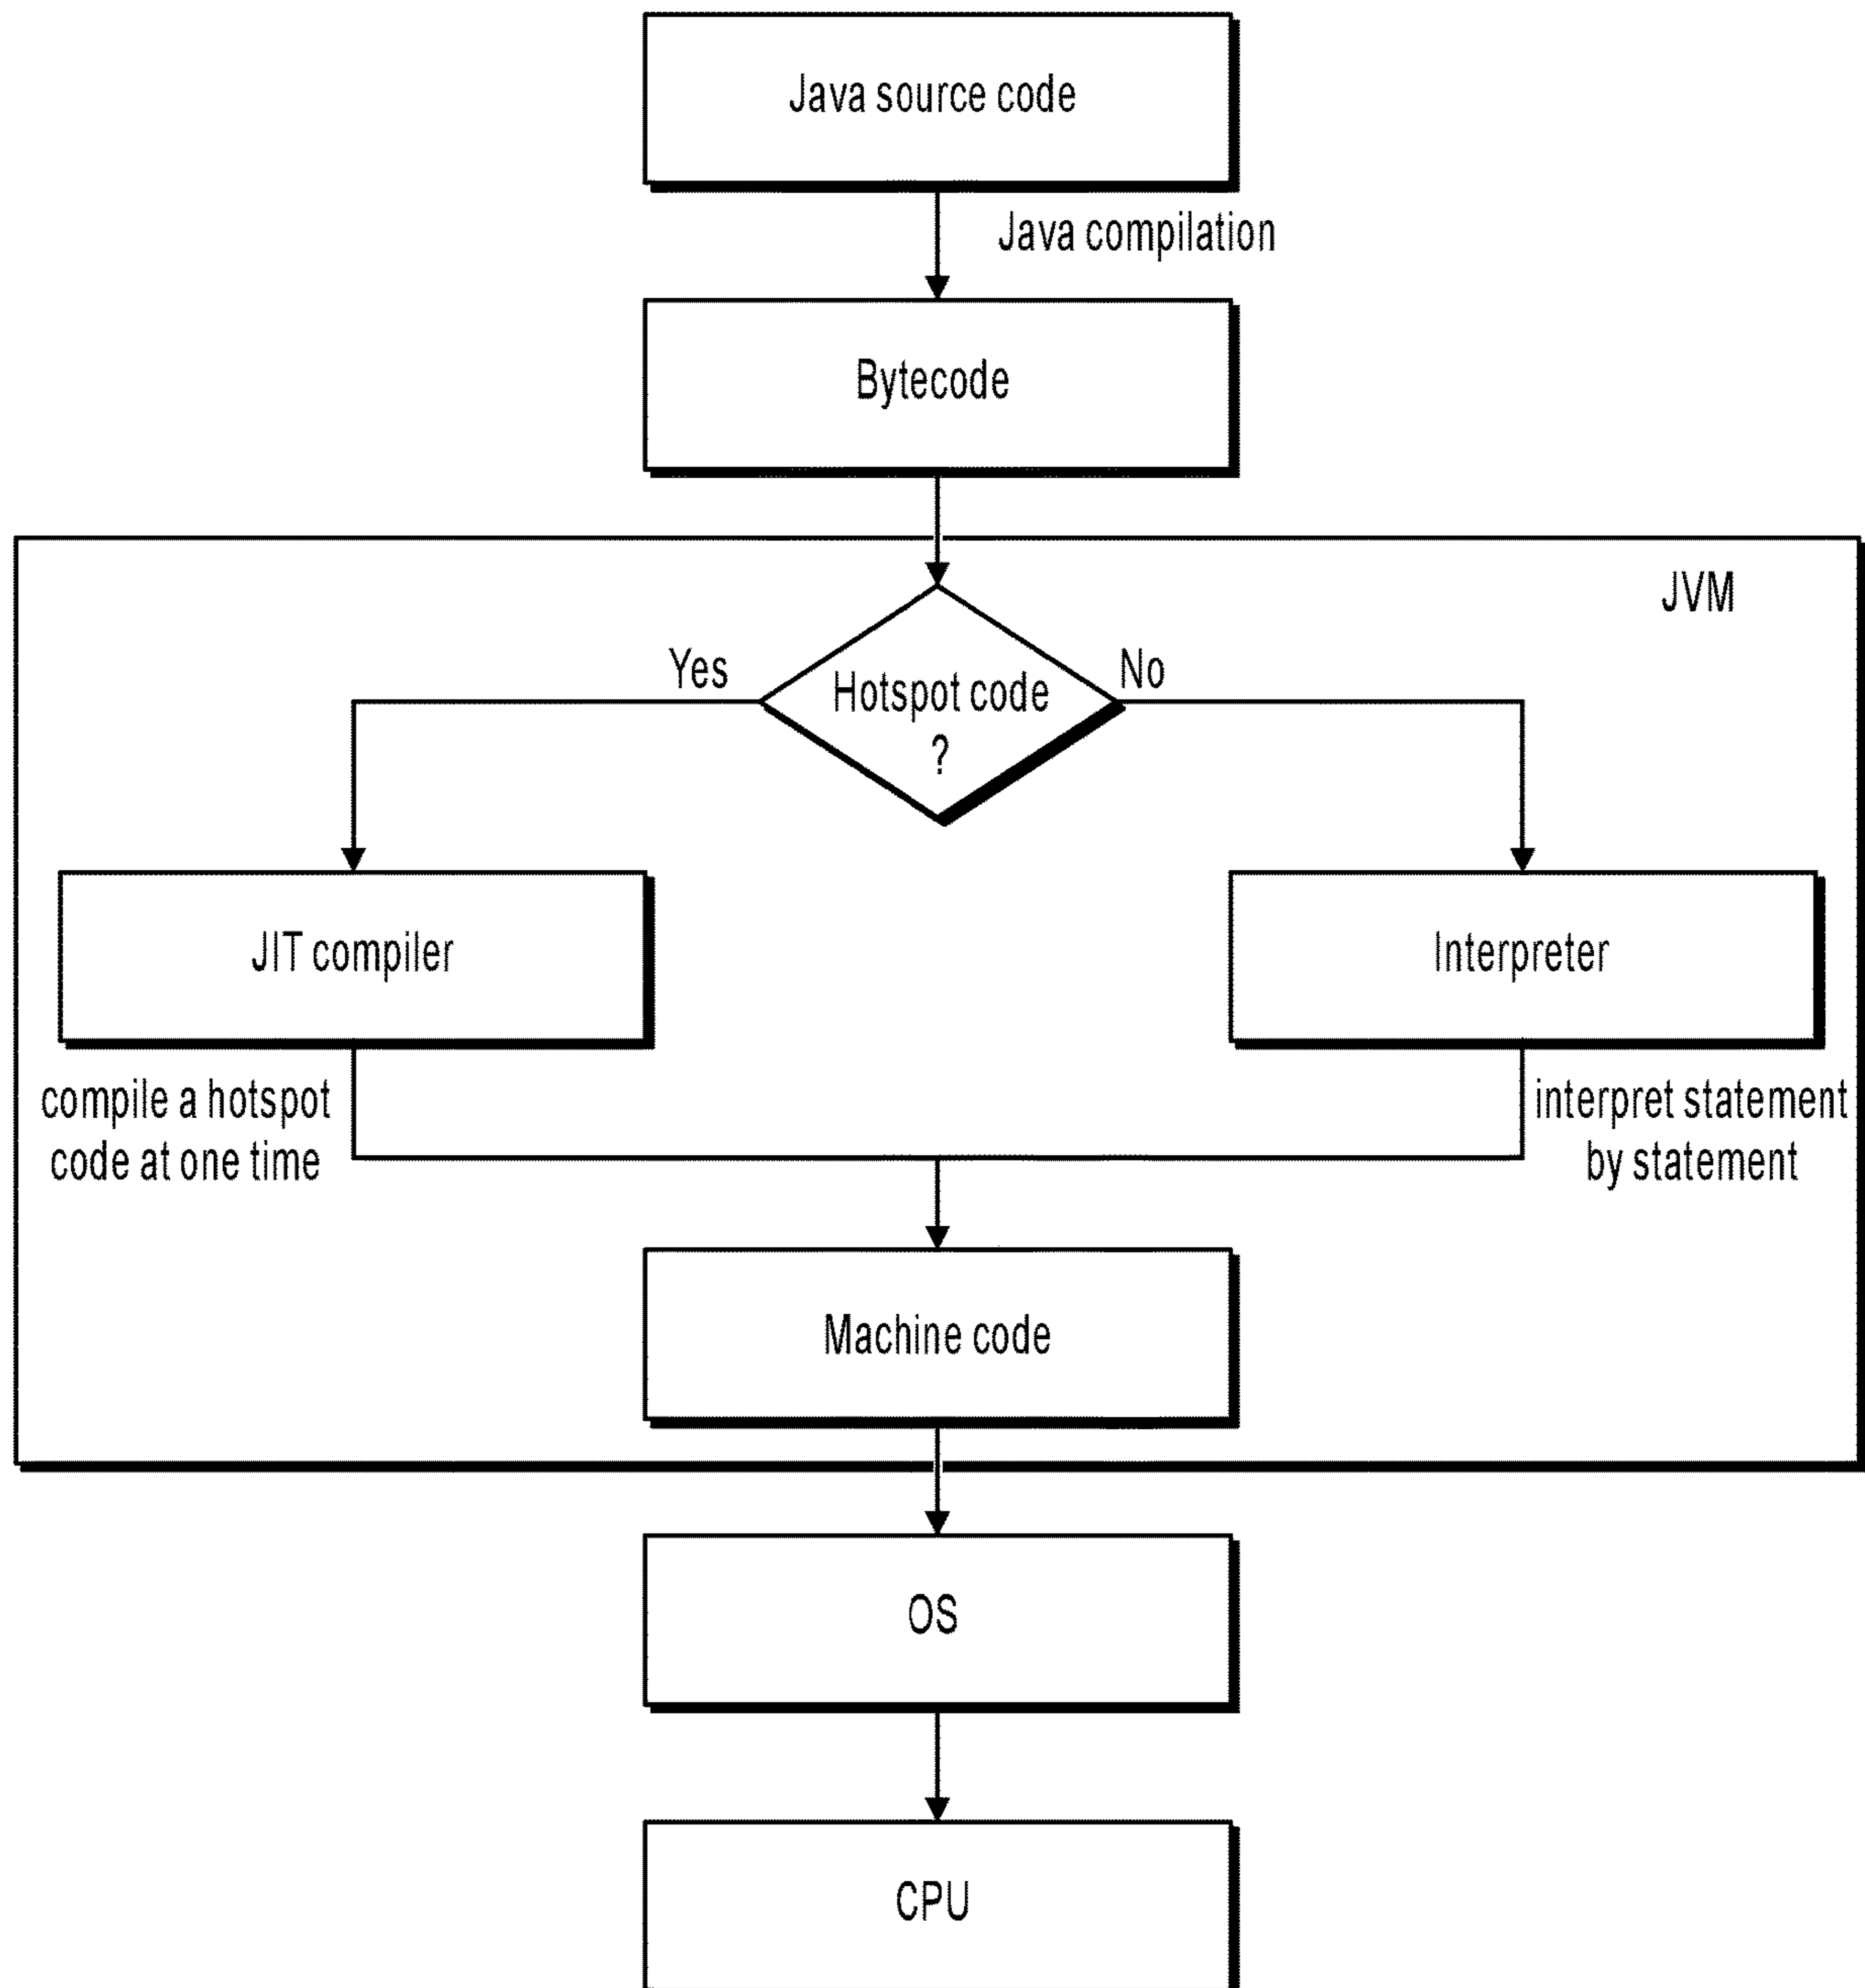 Java source code
Java compilation
Bytecode
JVM
Yes
Hotspot code
?
No
JIT compiler
Interpreter
compile a hotspot
code at one time
interpret statement
by statement
Machine code
OS
CPU